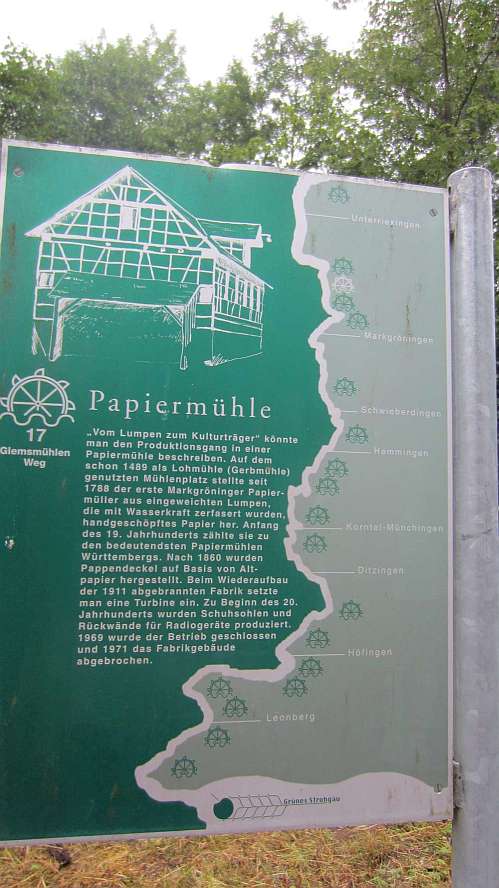 Papiermühle
17
Glemsmühlen
Weg
„Vom Lumpen zum Kulturträger“ könnte
man den Produktionsgang in einer
Papiermühle beschreiben. Auf dem
schon 1489 als Lohmühle (Gerbmühle)
genutzten Mühlenplatz stellte seit
1788 der erste Markgröninger Papier-
müller aus eingeweichten Lumpen,
die mit Wasserkraft zerfasert wurden,
handgeschöpftes Papier her. Anfang
des 19. Jahrhunderts zählte sie zu
den bedeutendsten Papiermühlen
Württembergs. Nach 1860 wurden
Pappendeckel auf Basis von Alt-
papier hergestellt. Beim Wiederaufbau
der 1911 abgebrannten Fabrik setzte
man eine Turbine ein. Zu Beginn des 20.
Jahrhunderts wurden Schuhsohlen und
Rückwände für Radiogeräte produziert.
1969 wurde der Betrieb geschlossen
und 1971 das Fabrikgebäude
abgebrochen.
Unterriexingen
Markgröningen
Schwieberdingen
Hemmingen
Korntal-Münchingen
Ditzingen
Höfingen
Leonberg
Grünes Strohgäu